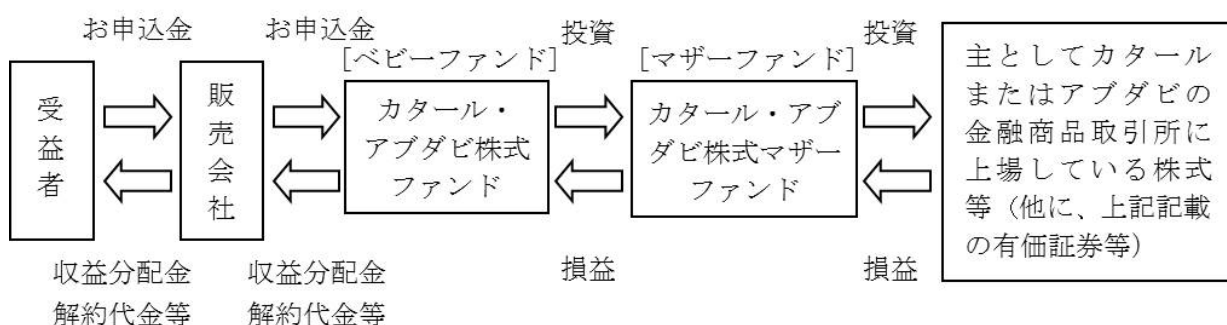 お申込金
お申込金
投資
投資
[ベビーファンド]
[マザーファンド]
受益者
販売会社
カタール・
アブダビ株式
ファンド
カタール・アブ
ダビ株式マザー
ファンド
主としてカタール
またはアブダビの
金融商品取引所に
上場している株式
等（他に、上記記載
の有価証券等）
収益分配金
解約代金等
収益分配金
解約代金等
損益
損益